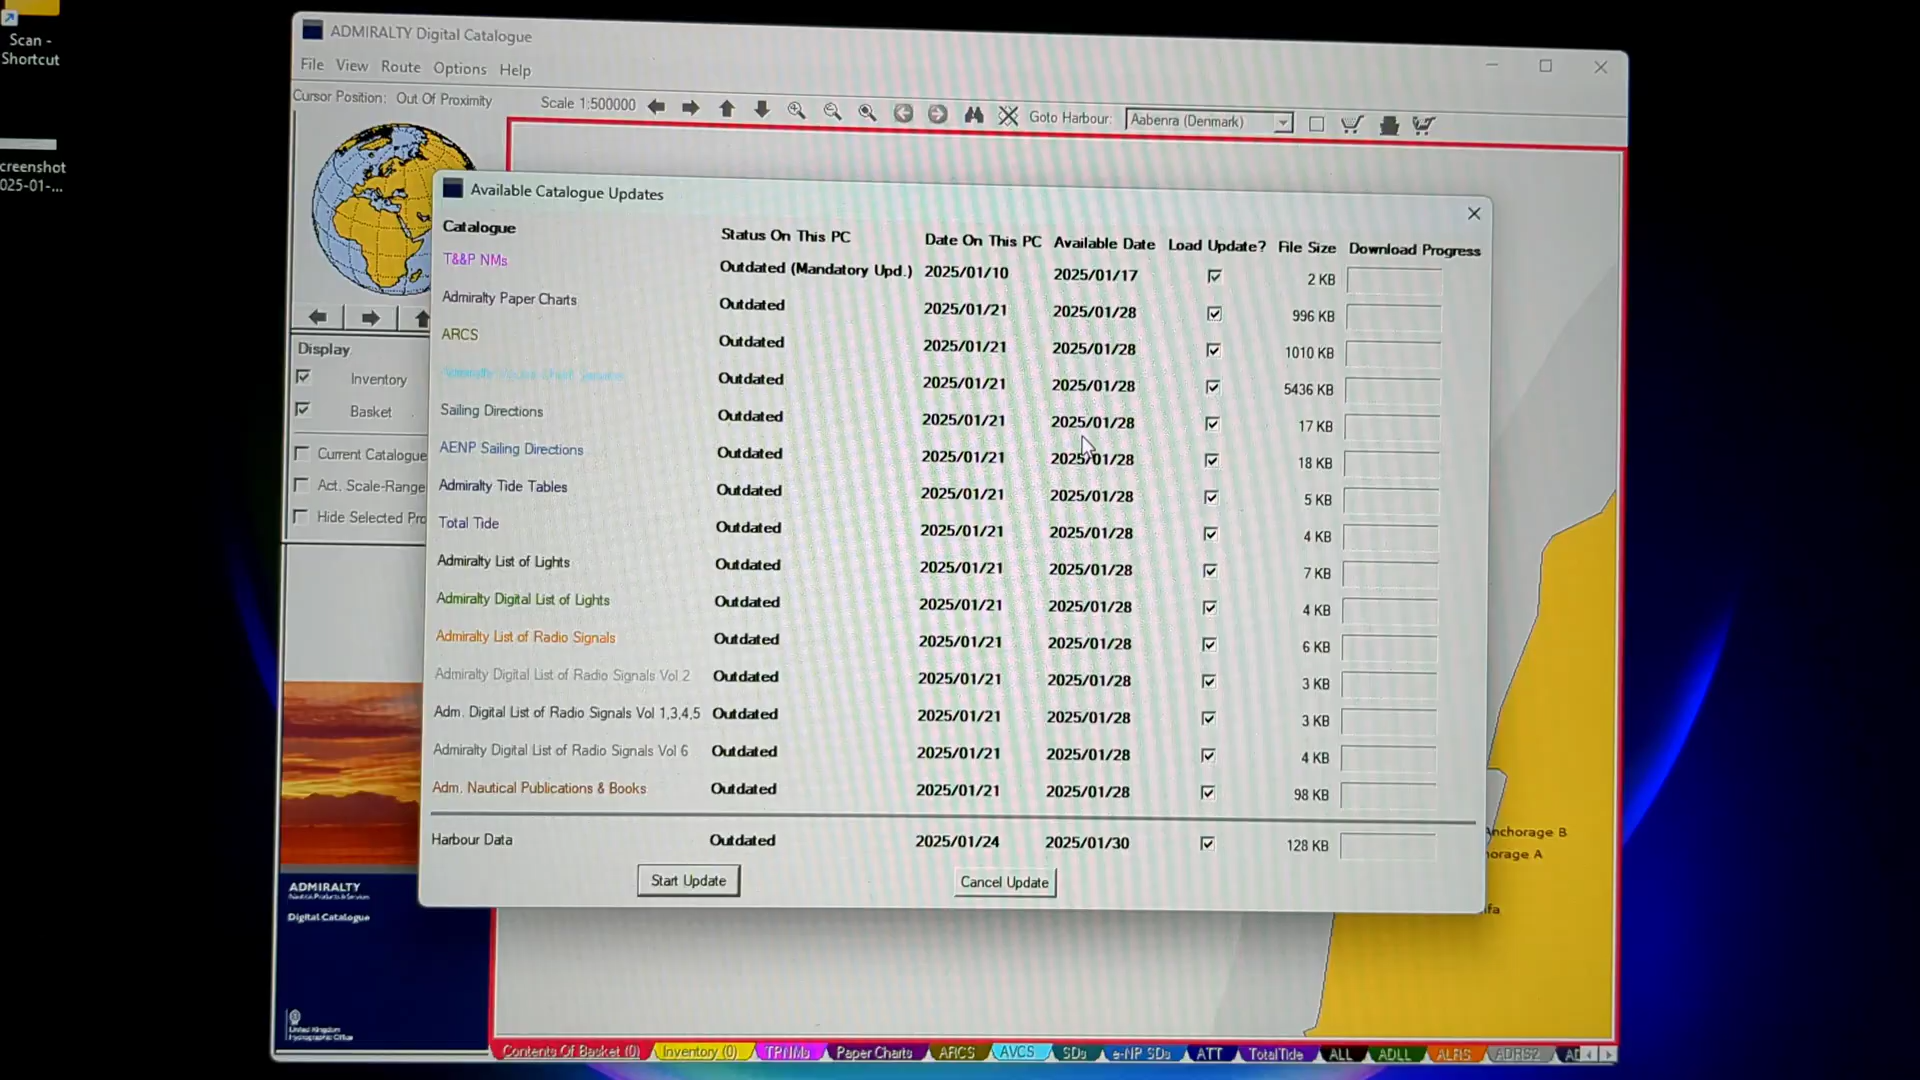 Scan -
Shortcut
creenshot
025-01-...
ADMIRALTY Digital Catalogue
File View Route Options Help
Cursor Position: Out Of Proximity
Scale 1:500000
Goto Harbour:
Aabenra (Denmark)
Display
Inventory
Basket
Current Catalogue
Act. Scale-Range
Hide Selected Pro
Available Catalogue Updates
Catalogue Status On This PC Date On This PC Available Date Load Update? File Size Download Progress
T&&P NMs Outdated (Mandatory Upd.) 2025/01/10 2025/01/17 2 KB
Admiralty Paper Charts Outdated 2025/01/21 2025/01/28 996 KB
ARCS Outdated 2025/01/21 2025/01/28 1010 KB
Outdated 2025/01/21 2025/01/28 5436 KB
Sailing Directions Outdated 2025/01/21 2025/01/28 17 KB
AENP Sailing Directions Outdated 2025/01/21 2025/01/28 18 KB
Admiralty Tide Tables Outdated 2025/01/21 2025/01/28 5 KB
Total Tide Outdated 2025/01/21 2025/01/28 4 KB
Admiralty List of Lights Outdated 2025/01/21 2025/01/28 7 KB
Admiralty Digital List of Lights Outdated 2025/01/21 2025/01/28 4 KB
Admiralty List of Radio Signals Outdated 2025/01/21 2025/01/28 6 KB
Admiralty Digital List of Radio Signals Vol 2 Outdated 2025/01/21 2025/01/28 3 KB
Adm. Digital List of Radio Signals Vol 1,3,4,5 Outdated 2025/01/21 2025/01/28 3 KB
Admiralty Digital List of Radio Signals Vol 6 Outdated 2025/01/21 2025/01/28 4 KB
Adm. Nautical Publications & Books Outdated 2025/01/21 2025/01/28 98 KB
Harbour Data Outdated 2025/01/24 2025/01/30 128 KB
Start Update Cancel Update
Anchorage B
orage A
ifa
ADMIRALTY
Nautical Products & Services
Digital Catalogue
United Kingdom
Hydrographic Office
Contents Of Basket (0) Inventory (0) TPNMs Paper Charts ARCS AVCS SDs e-NP SDs ATT TotalTide ALL ADLL ALRS ADRS2 AD